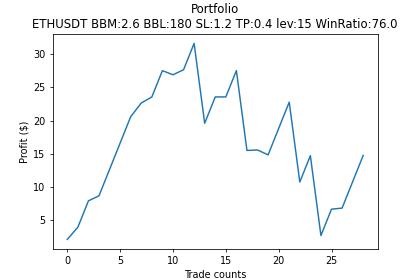 Portfolio
ETHUSDT BBM:2.6 BBL:180 SL:1.2 TP:0.4 lev:15 WinRatio:76.0
30
25
20
15
10
5
Profit ($)
0 5 10 15 20 25
Trade counts